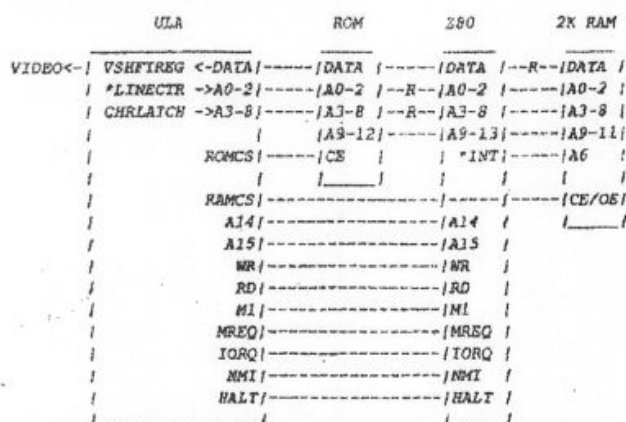 ULA ROM Z80 2K RAM
VIDEO<-| VSHFTREG <-DATA|-----|DATA |-----|DATA |--R--|DATA |
| *LINECTR ->A0-2|-----|A0-2 |--R--|A0-2 |-----|A0-2 |
| CHRLATCH ->A3-8|-----|A3-8 |--R--|A3-8 |-----|A3-8 |
| |A9-12|-----|A9-13|-----|A9-11|
ROMCS|-----|CE | | *INT|-----|A6 |
| | |_____| | | | |
| RAMCS|-----------------|-----|-----|CE/OE|
| A14|-----------------|A14 | |_____|
| A15|-----------------|A15 |
| WR|-----------------|WR |
| RD|-----------------|RD |
| M1|-----------------|M1 |
| MREQ|-----------------|MREQ |
| IORQ|-----------------|IORQ |
| NMI|-----------------|NMI |
| HALT|-----------------|HALT |